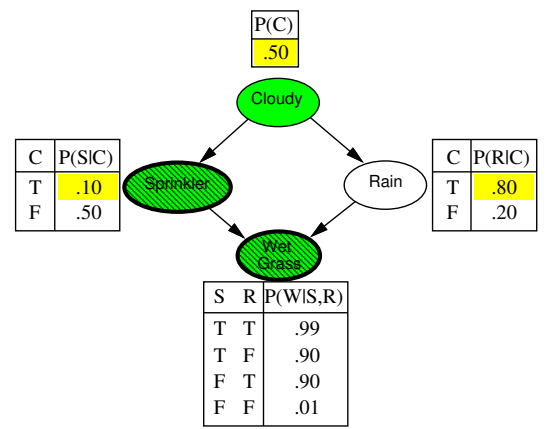 P(C)
.50
Cloudy
C P(S|C)
T .10
F .50
Sprinkler
Rain
C P(R|C)
T .80
F .20
Wet
Grass
S R P(W|S,R)
T T .99
T F .90
F T .90
F F .01